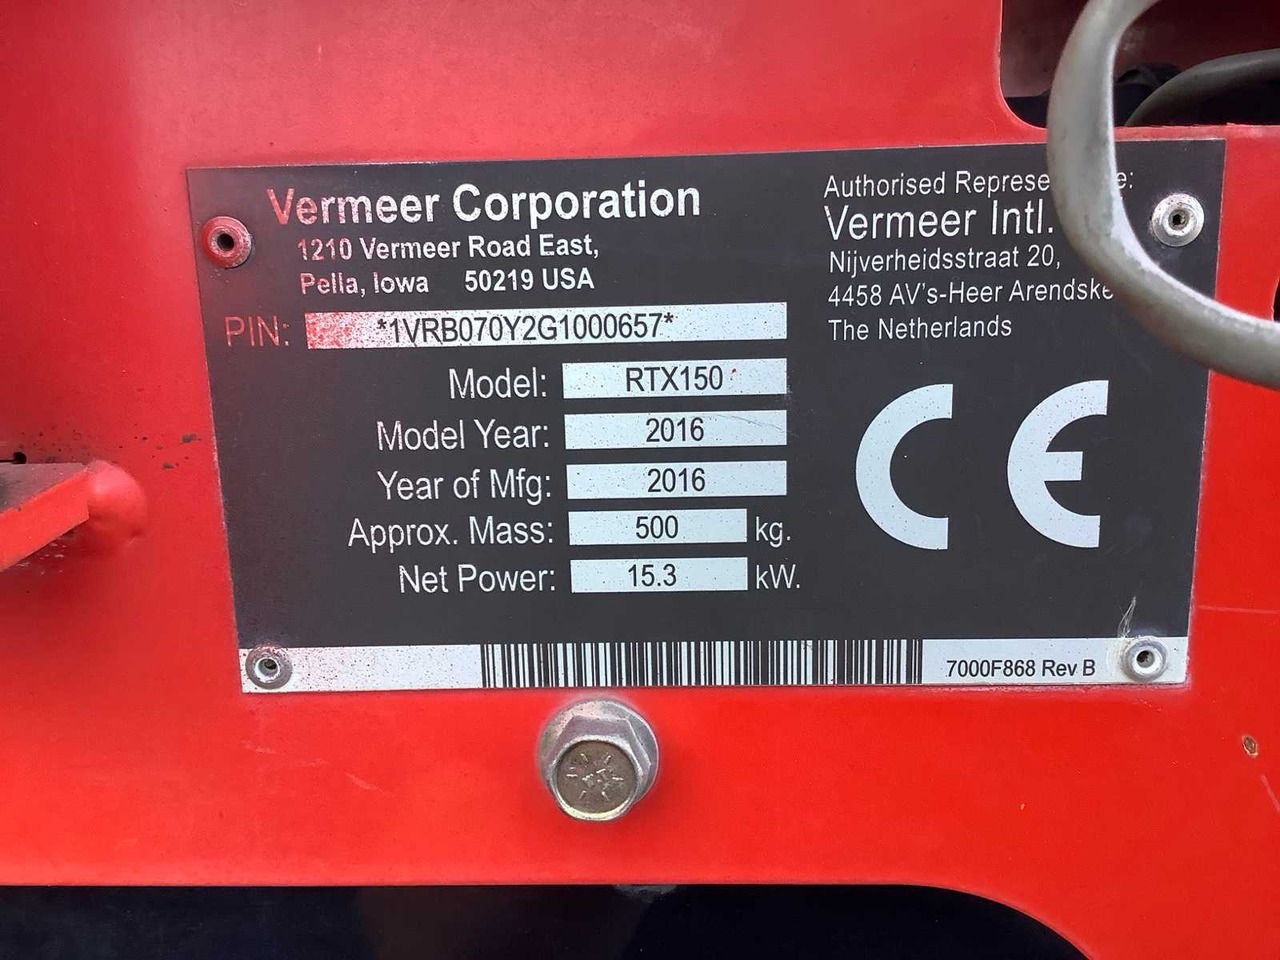 Vermeer Corporation
1210 Vermeer Road East,
Pella, Iowa 50219 USA
PIN: *1VRB070Y2G1000657*
Model: RTX150
Model Year: 2016
Year of Mfg: 2016
Approx. Mass: 500 kg.
Net Power: 15.3 kW.
Authorised
Vermeer Intl.
Nijverheidsstraat 20,
4458 AV's-Heer
The Netherlands
CE
7000F868 Rev B